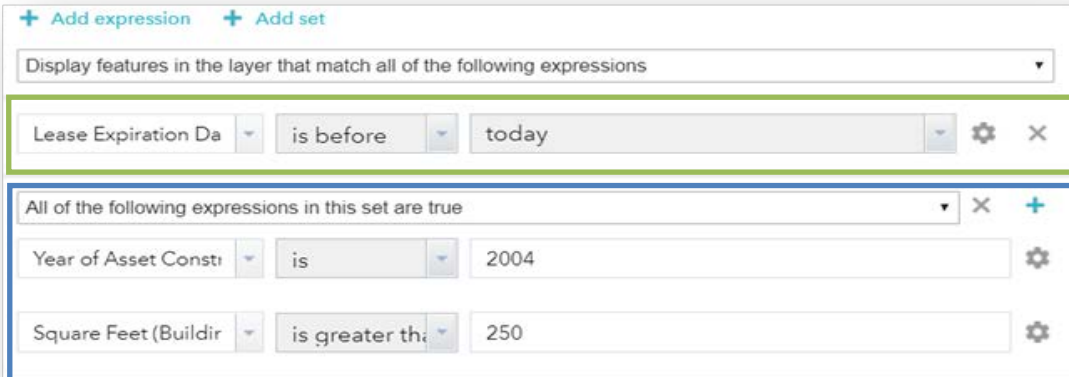 + Add expression + Add set
Display features in the layer that match all of the following expressions
Lease Expiration Da is before today
All of the following expressions in this set are true
Year of Asset Constr is 2004
Square Feet (Buildin is greater tha 250